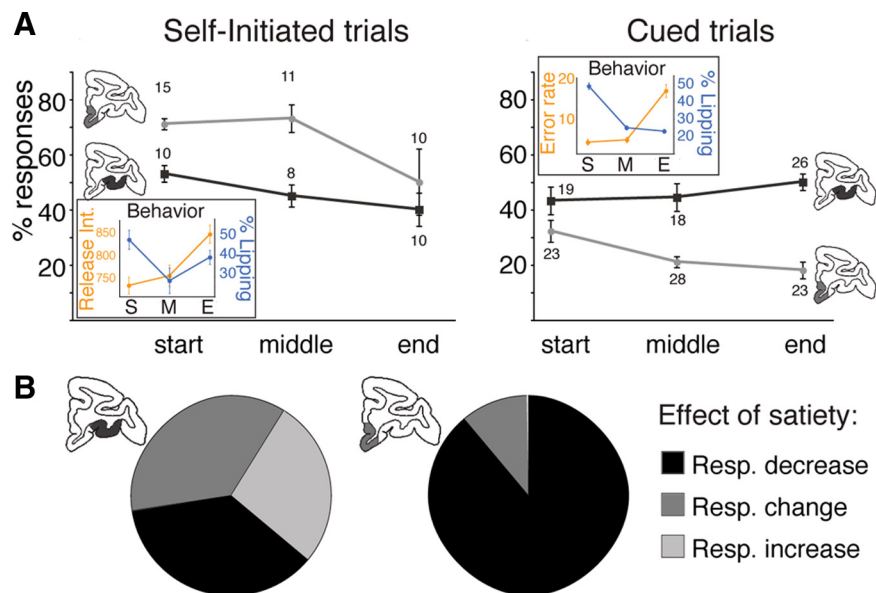 A
Self-Initiated trials
Cued trials
% responses
80
60
40
20
15
11
10
10
8
10
Behavior
Release Int.
850
800
750
% Lipping
50
40
30
S M E
start middle end
80
60
40
20
Behavior
Error rate
20
10
% Lipping
50
40
30
20
S M E
19
18
26
23
28
23
start middle end
B
Effect of satiety:
Resp. decrease
Resp. change
Resp. increase